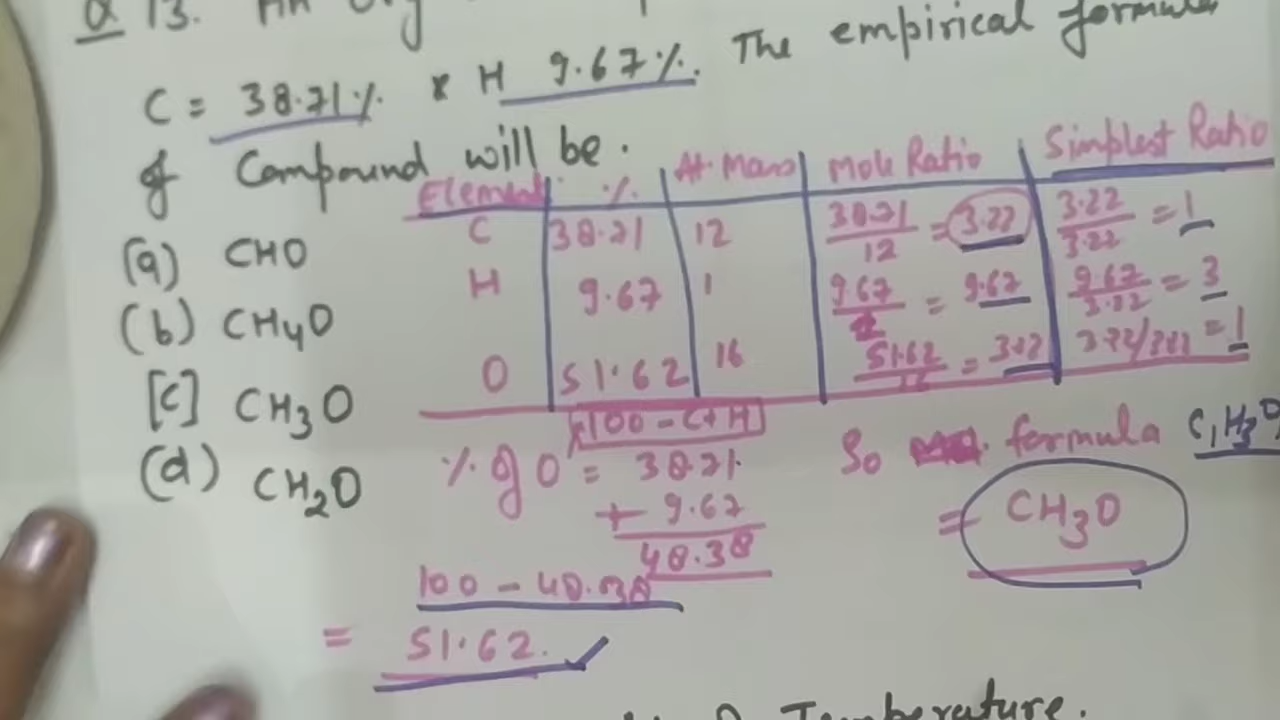 Q 13. An Org
C = 38.71% & H 9.67%. The empirical formula
of Compound will be.
(a) CHO
(b) CH4O
[c] CH3O
(d) CH2O
Element % At. Mass Mole Ratio Simplest Ratio
C 38.71 12 38.71/12 = 3.22 3.22/3.22 = 1
H 9.67 1 9.67/1 = 9.67 9.67/3.22 = 3
O 51.62 16 51.62/16 = 3.22 3.22/3.22 = 1
100 - C+H
% of O = 38.71
+ 9.67
48.38
100 - 48.38
= 51.62.
So formula C1H3O1
= CH3O
Temperature.